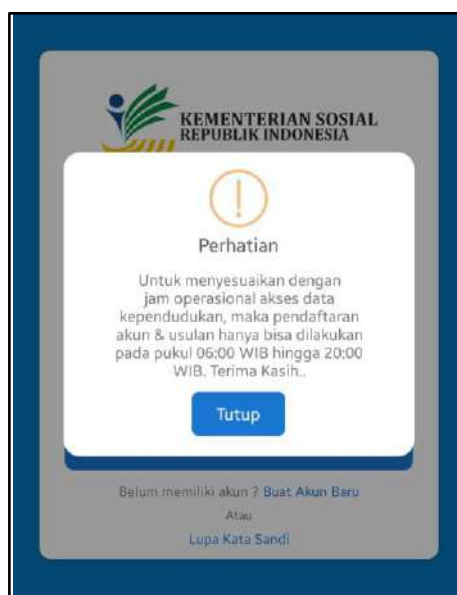 KEMENTERIAN SOSIAL
REPUBLIK INDONESIA
Perhatian
Untuk menyesuaikan dengan
jam operasional akses data
kependudukan, maka pendaftaran
akun & usulan hanya bisa dilakukan
pada pukul 06:00 WIB hingga 20:00
WIB. Terima Kasih..
Tutup
Belum memiliki akun ? Buat Akun Baru
Atau
Lupa Kata Sandi